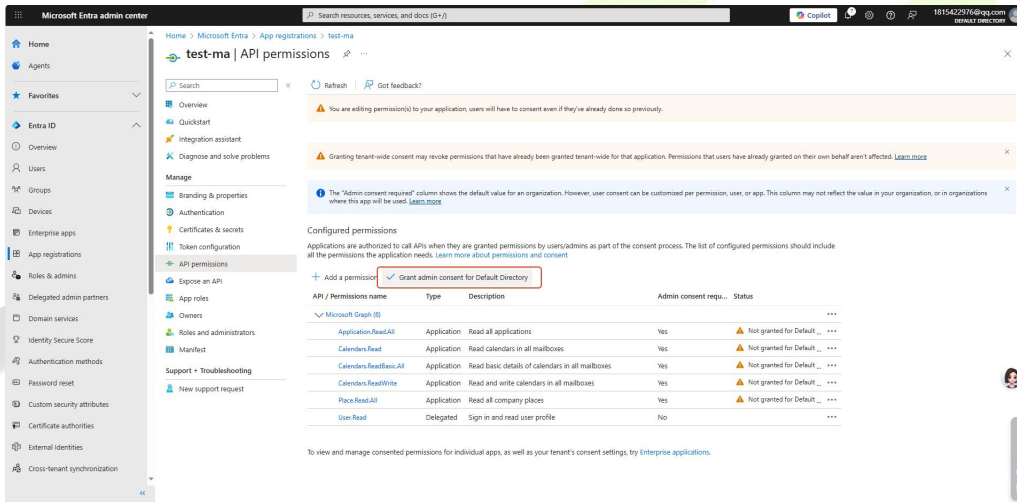 Microsoft Entra admin center
Search resources, services, and docs (G+/)
Copilot
1815422976@qq.com
DEFAULT DIRECTORY
Home
Agents
Favorites
Entra ID
Overview
Users
Groups
Devices
Enterprise apps
App registrations
Roles & admins
Delegated admin partners
Domain services
Identity Secure Score
Authentication methods
Password reset
Custom security attributes
Certificate authorities
External Identities
Cross-tenant synchronization
Home > Microsoft Entra > App registrations > test-ma
test-ma | API permissions
Search
Overview
Quickstart
Integration assistant
Diagnose and solve problems
Manage
Branding & properties
Authentication
Certificates & secrets
Token configuration
API permissions
Expose an API
App roles
Owners
Roles and administrators
Manifest
Support + Troubleshooting
New support request
Refresh | Got feedback?
You are editing permission(s) to your application, users will have to consent even if they've already done so previously.
Granting tenant-wide consent may revoke permissions that have already been granted tenant-wide for that application. Permissions that users have already granted on their own behalf aren't affected. Learn more
The "Admin consent required" column shows the default value for an organization. However, user consent can be customized per permission, user, or app. This column may not reflect the value in your organization, or in organizations
where this app will be used. Learn more
Configured permissions
Applications are authorized to call APIs when they are granted permissions by users/admins as part of the consent process. The list of configured permissions should include
all the permissions the application needs. Learn more about permissions and consent
Add a permission Grant admin consent for Default Directory
API / Permissions name Type Description Admin consent requ... Status
Microsoft Graph (6)
Application.Read.All Application Read all applications Yes Not granted for Default ...
Calendars.Read Application Read calendars in all mailboxes Yes Not granted for Default ...
Calendars.ReadBasic.All Application Read basic details of calendars in all mailboxes Yes Not granted for Default ...
Calendars.ReadWrite Application Read and write calendars in all mailboxes Yes Not granted for Default ...
Place.Read.All Application Read all company places Yes Not granted for Default ...
User.Read Delegated Sign in and read user profile No
To view and manage consented permissions for individual apps, as well as your tenant's consent settings, try Enterprise applications.